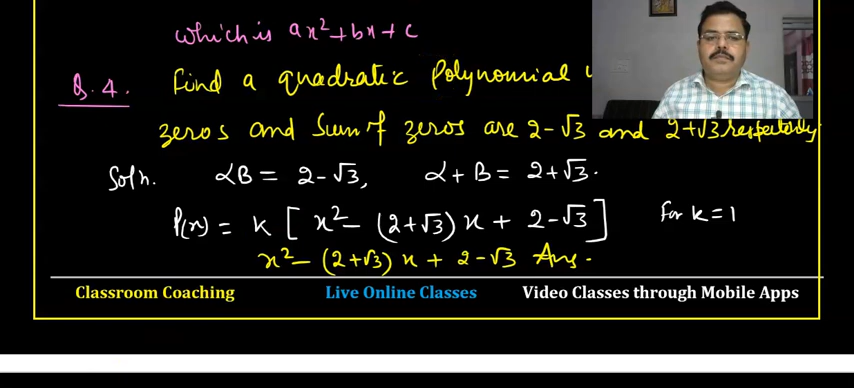 which is ax²+bx+c
Q.4. Find a quadratic Polynomial
zeros and Sum of zeros are 2-√3 and 2+√3 respectively.
Soln. αβ = 2-√3, α+β = 2+√3.
P(x) = k [ x² - (2+√3) x + 2-√3 ] For k=1
x² - (2+√3) x + 2-√3 Ans.
Classroom Coaching Live Online Classes Video Classes through Mobile Apps